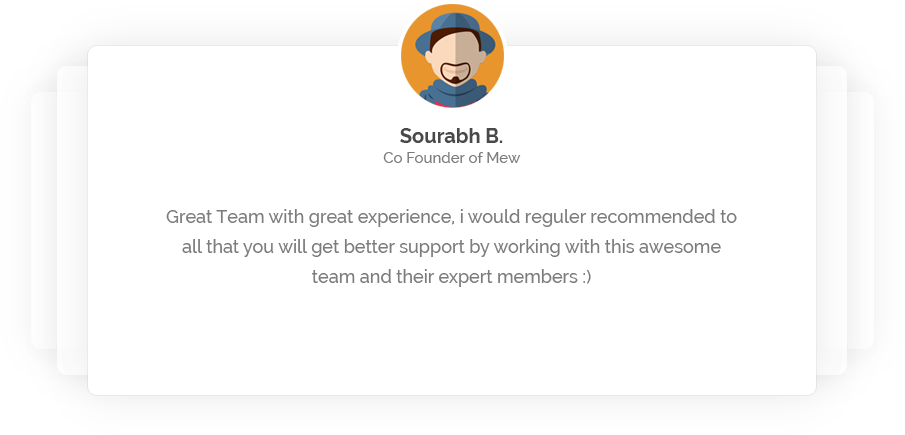 Sourabh B.
Co Founder of Mew
Great Team with great experience, i would reguler recommended to
all that you will get better support by working with this awesome
team and their expert members :)